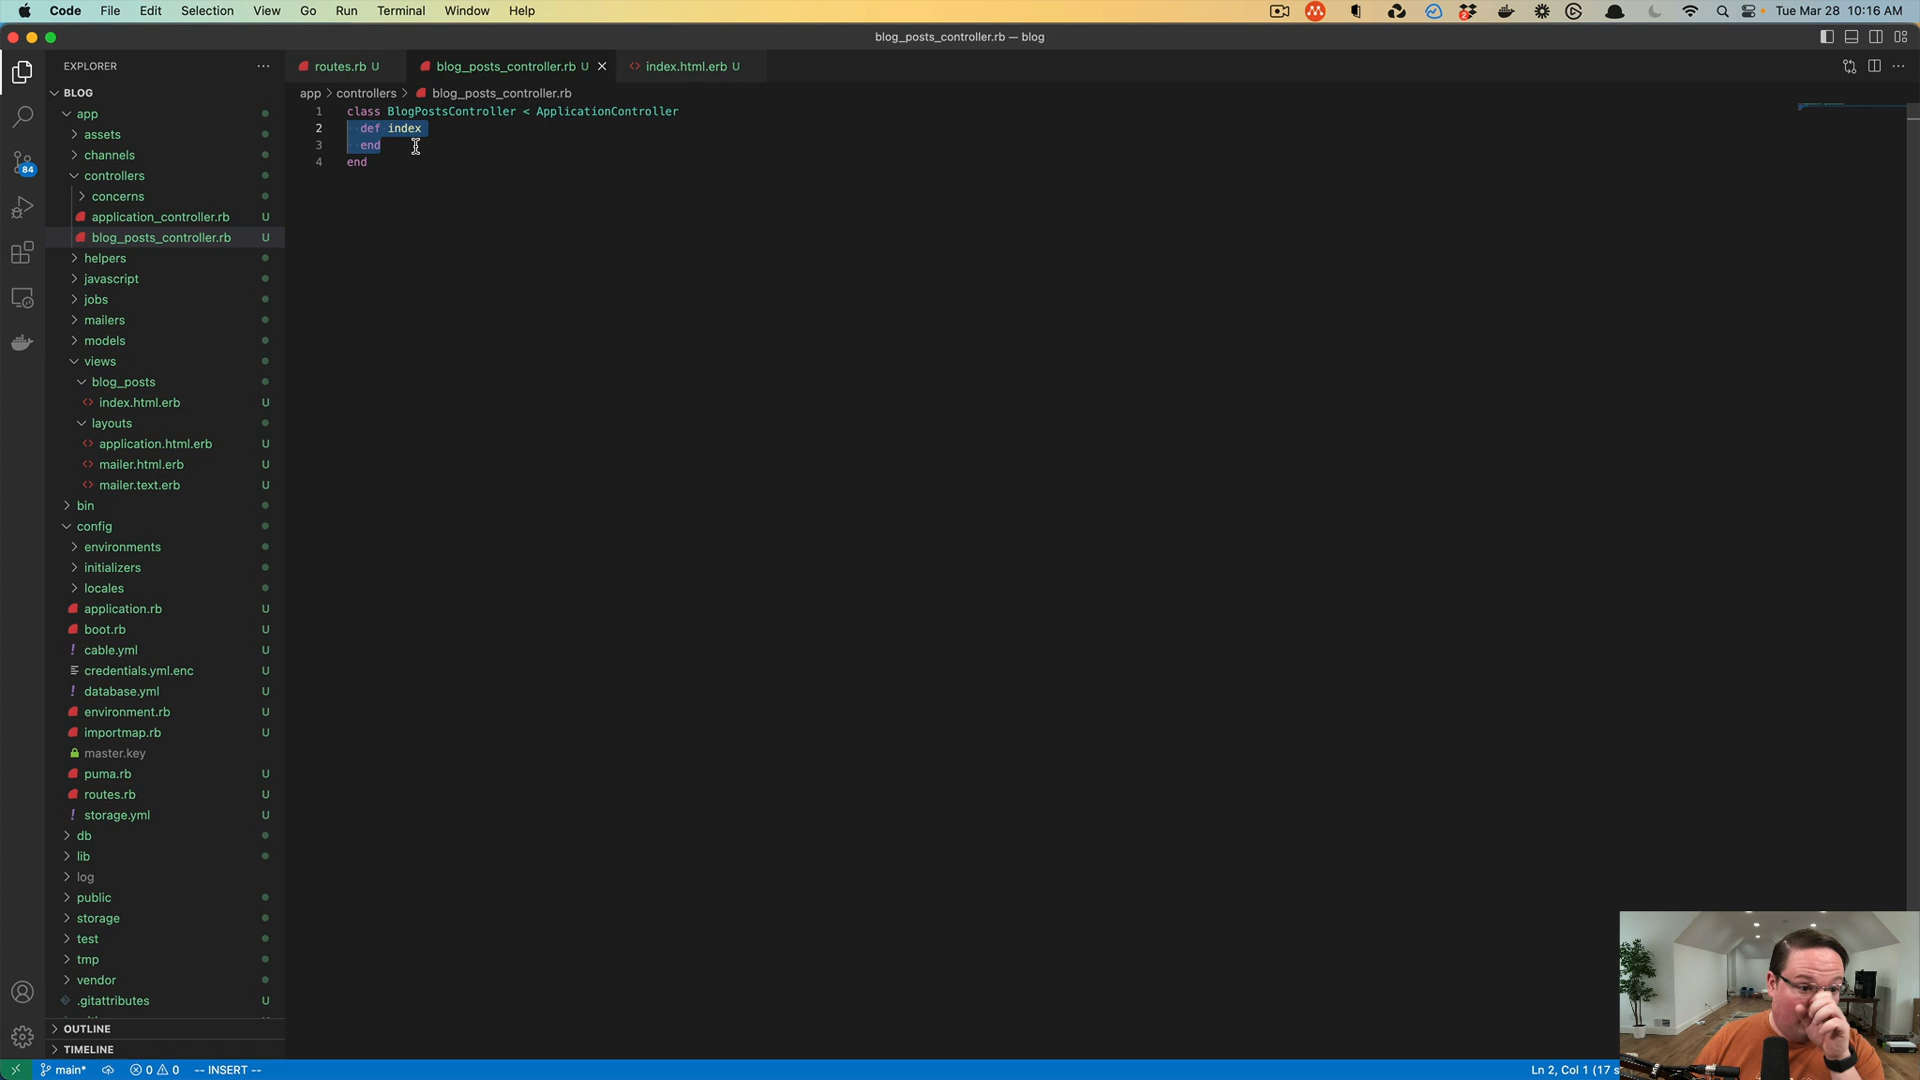 Code File Edit Selection View Go Run Terminal Window Help
Tue Mar 28 10:16 AM
blog_posts_controller.rb — blog
EXPLORER
routes.rb U
blog_posts_controller.rb U
index.html.erb U
BLOG
app > controllers > blog_posts_controller.rb
1 class BlogPostsController < ApplicationController
2 def index
3 end
4 end
app
assets
channels
controllers
concerns
application_controller.rb U
blog_posts_controller.rb U
helpers
javascript
jobs
mailers
models
views
blog_posts
index.html.erb U
layouts
application.html.erb U
mailer.html.erb U
mailer.text.erb U
bin
config
environments
initializers
locales
application.rb U
boot.rb U
! cable.yml U
credentials.yml.enc U
! database.yml U
environment.rb U
importmap.rb U
master.key
puma.rb U
routes.rb U
! storage.yml U
db
lib
log
public
storage
test
tmp
vendor
.gitattributes U
OUTLINE
TIMELINE
84
main* 0 0 -- INSERT --
Ln 2, Col 1 (17 s